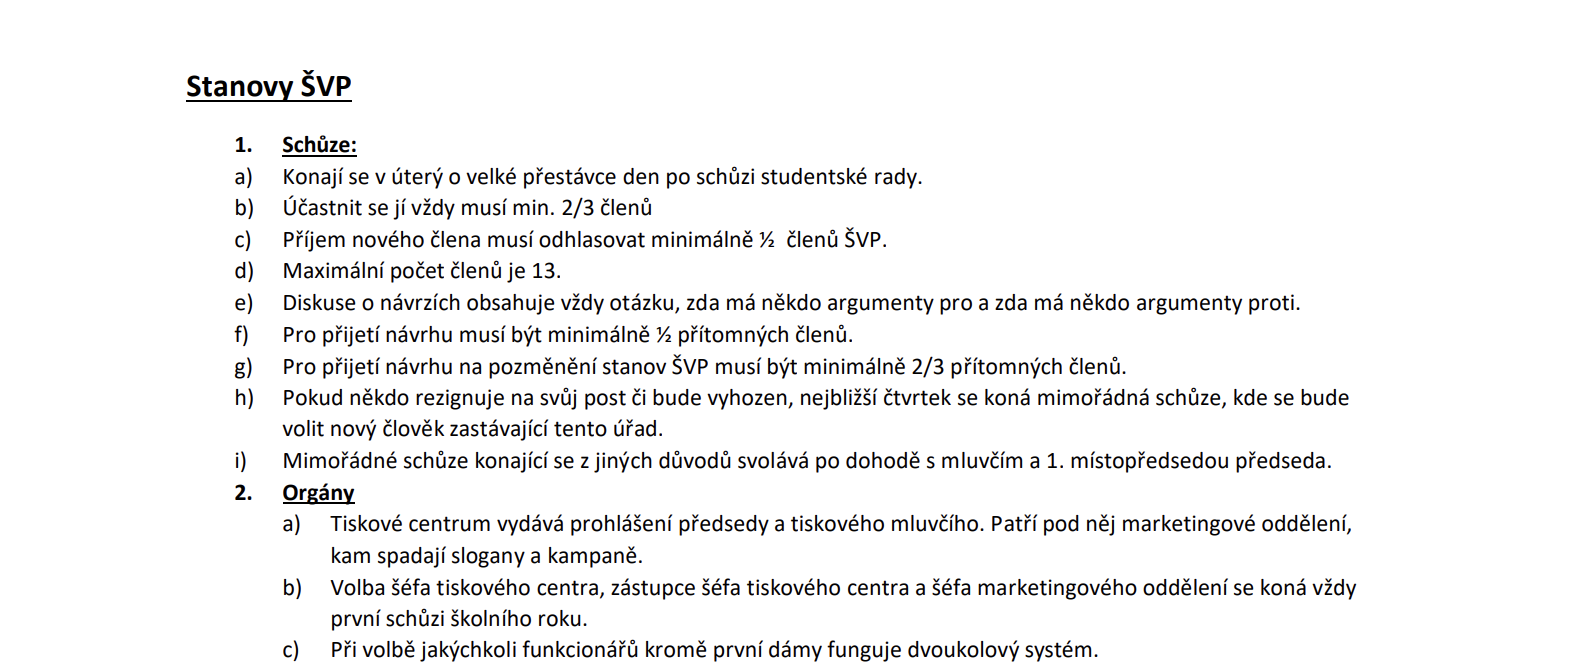 Stanovy ŠVP
1. Schůze:
a) Konají se v úterý o velké přestávce den po schůzi studentské rady.
b) Účastnit se jí vždy musí min. 2/3 členů
c) Příjem nového člena musí odhlasovat minimálně ½  členů ŠVP.
d) Maximální počet členů je 13.
e) Diskuse o návrzích obsahuje vždy otázku, zda má někdo argumenty pro a zda má někdo argumenty proti.
f) Pro přijetí návrhu musí být minimálně ½ přítomných členů.
g) Pro přijetí návrhu na pozměnění stanov ŠVP musí být minimálně 2/3 přítomných členů.
h) Pokud někdo rezignuje na svůj post či bude vyhozen, nejbližší čtvrtek se koná mimořádná schůze, kde se bude
volit nový člověk zastávající tento úřad.
i) Mimořádné schůze konající se z jiných důvodů svolává po dohodě s mluvčím a 1. místopředsedou předseda.
2. Orgány
a) Tiskové centrum vydává prohlášení předsedy a tiskového mluvčího. Patří pod něj marketingové oddělení,
kam spadají slogany a kampaně.
b) Volba šéfa tiskového centra, zástupce šéfa tiskového centra a šéfa marketingového oddělení se koná vždy
první schůzi školního roku.
c) Při volbě jakýchkoli funkcionářů kromě první dámy funguje dvoukolový systém.